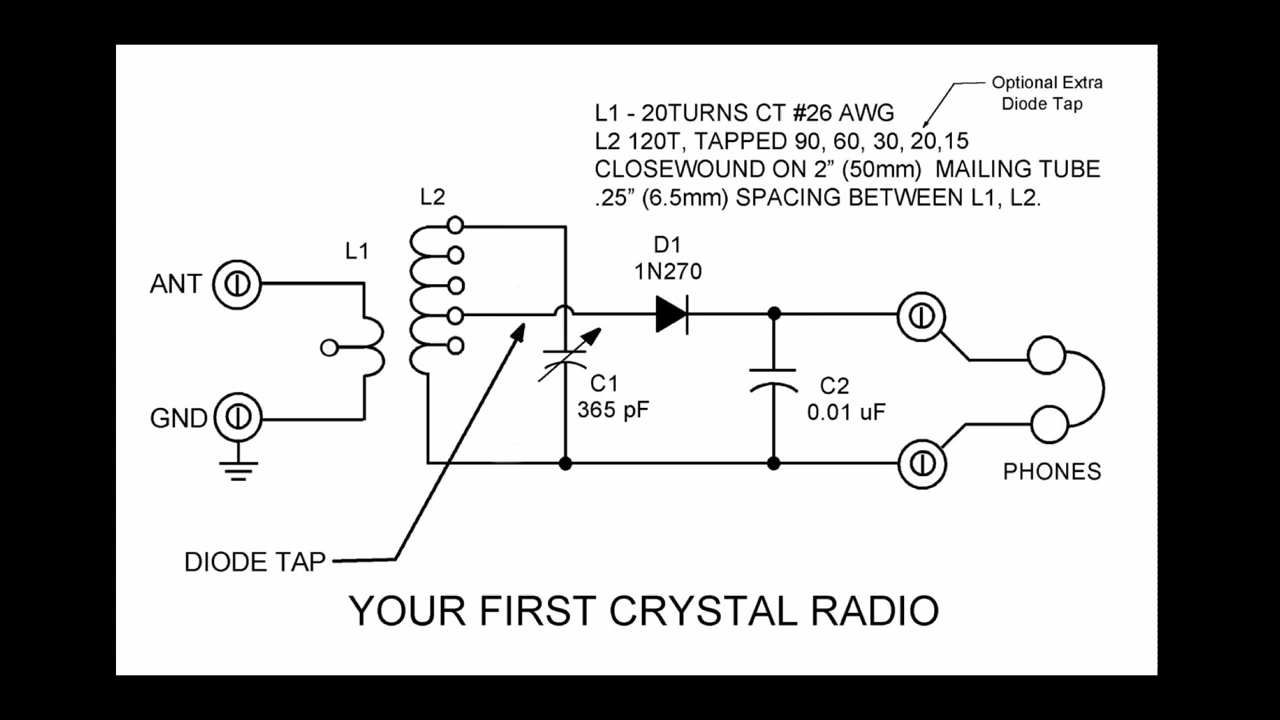 Optional Extra
Diode Tap
L1 - 20TURNS CT #26 AWG
L2 120T, TAPPED 90, 60, 30, 20,15
CLOSEWOUND ON 2” (50mm)  MAILING TUBE
.25” (6.5mm) SPACING BETWEEN L1, L2.
L2
L1
D1
1N270
ANT
C1
365 pF
C2
0.01 uF
GND
PHONES
DIODE TAP
YOUR FIRST CRYSTAL RADIO